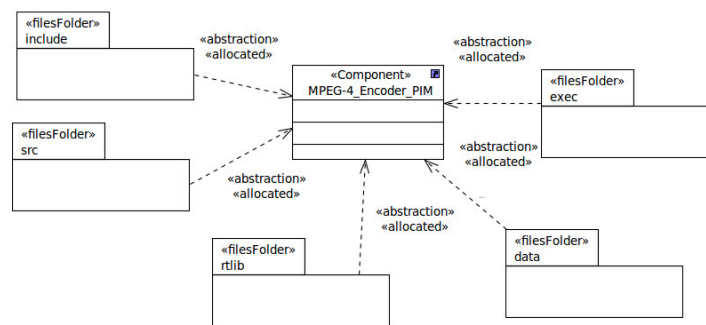 «filesFolder»
include
«abstraction»
«allocated»
«Component»
MPEG-4_Encoder_PIM
«abstraction»
«allocated»
«filesFolder»
exec
«filesFolder»
src
«abstraction»
«allocated»
«abstraction»
«allocated»
«abstraction»
«allocated»
«filesFolder»
rtlib
«filesFolder»
data